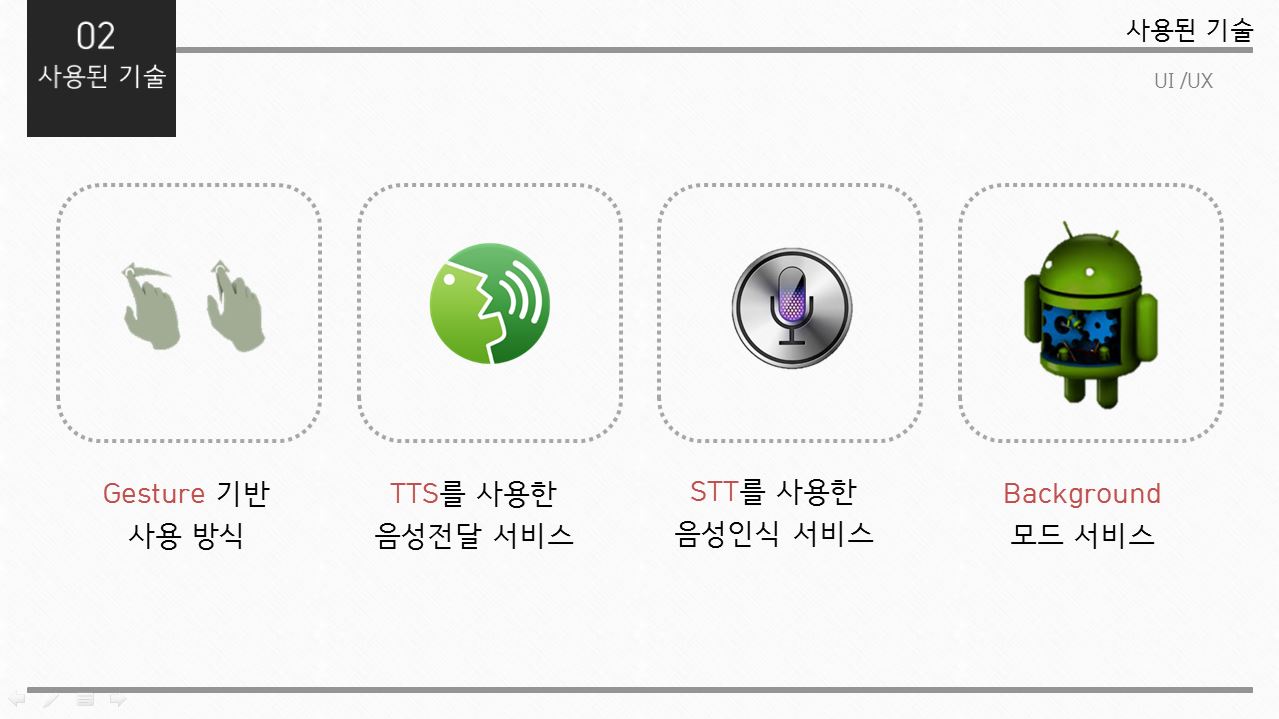 02
사용된 기술
사용된 기술
UI /UX
Gesture 기반
사용 방식
TTS를 사용한
음성전달 서비스
STT를 사용한
음성인식 서비스
Background
모드 서비스